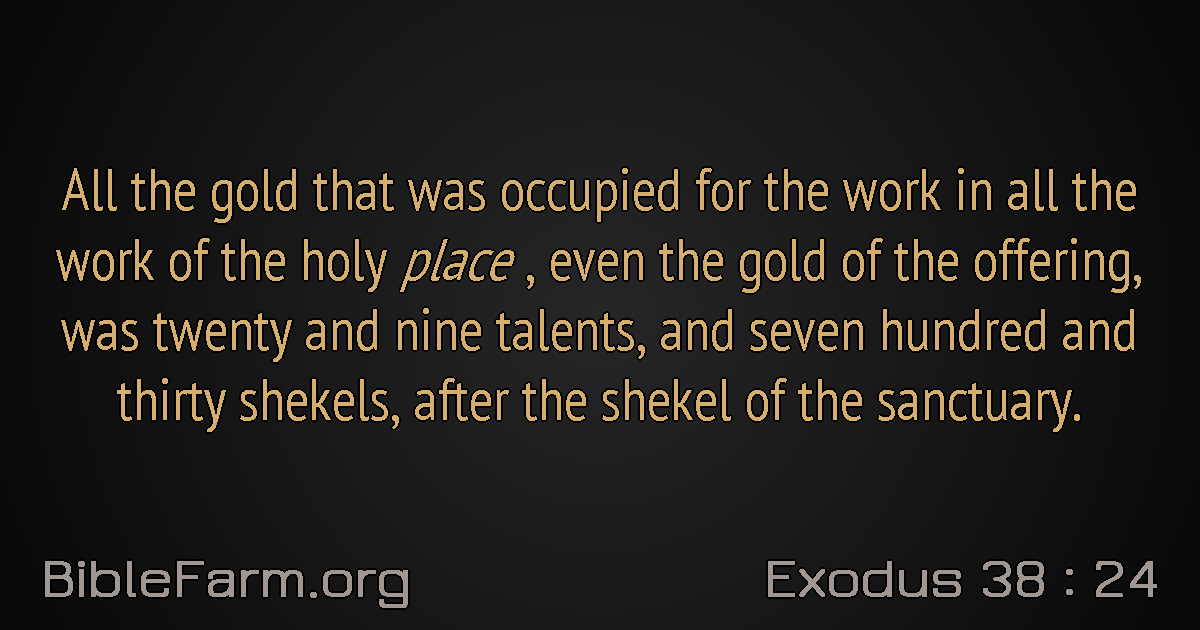 All the gold that was occupied for the work in all the
work of the holy place , even the gold of the offering,
was twenty and nine talents, and seven hundred and
thirty shekels, after the shekel of the sanctuary.
BibleFarm.org
Exodus 38 : 24